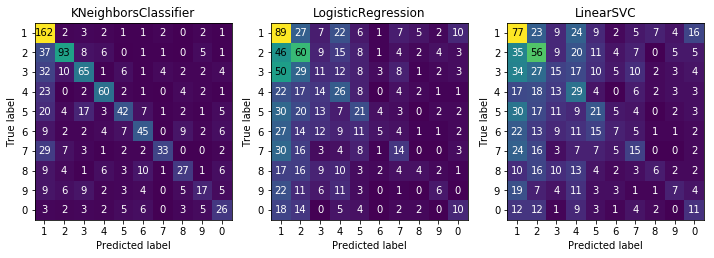 KNeighborsClassifier
1 162 3 6 2 1 1 2 0 2 1
2 37 93 8 6 0 1 1 0 5 1
3 32 10 65 1 6 1 4 2 2 4
4 23 0 2 60 2 1 0 4 2 1
5 20 4 17 3 42 7 1 2 1 5
6 9 2 2 4 7 45 0 9 2 6
7 29 7 3 1 2 2 33 0 0 2
8 9 4 1 6 3 10 1 27 1 6
9 9 6 9 2 3 4 0 5 17 5
0 3 2 3 2 5 6 0 3 5 26
1 2 3 4 5 6 7 8 9 0
True label
Predicted label
LogisticRegression
1 89 27 7 22 6 1 7 5 2 10
2 46 60 9 15 8 1 4 2 4 3
3 50 29 11 12 8 3 8 1 2 3
4 22 17 14 26 8 0 4 2 1 1
5 30 20 13 7 21 4 3 0 2 2
6 27 14 12 9 11 5 4 1 1 2
7 30 16 3 4 8 1 14 0 0 3
8 17 16 9 10 3 2 4 4 2 1
9 22 11 6 11 3 0 1 0 6 0
0 18 14 0 5 4 0 2 2 0 10
1 2 3 4 5 6 7 8 9 0
True label
Predicted label
LinearSVC
1 77 23 9 24 9 2 5 7 4 16
2 35 56 9 20 11 4 7 0 5 5
3 34 27 15 17 10 5 10 2 3 4
4 17 18 13 29 4 0 6 2 3 3
5 30 17 11 9 21 5 4 0 2 3
6 22 13 9 11 15 7 5 1 1 2
7 24 16 3 7 7 5 15 0 0 2
8 10 16 10 13 4 2 3 6 2 2
9 19 7 4 11 3 3 1 1 7 4
0 12 12 1 9 3 1 4 2 0 11
1 2 3 4 5 6 7 8 9 0
True label
Predicted label